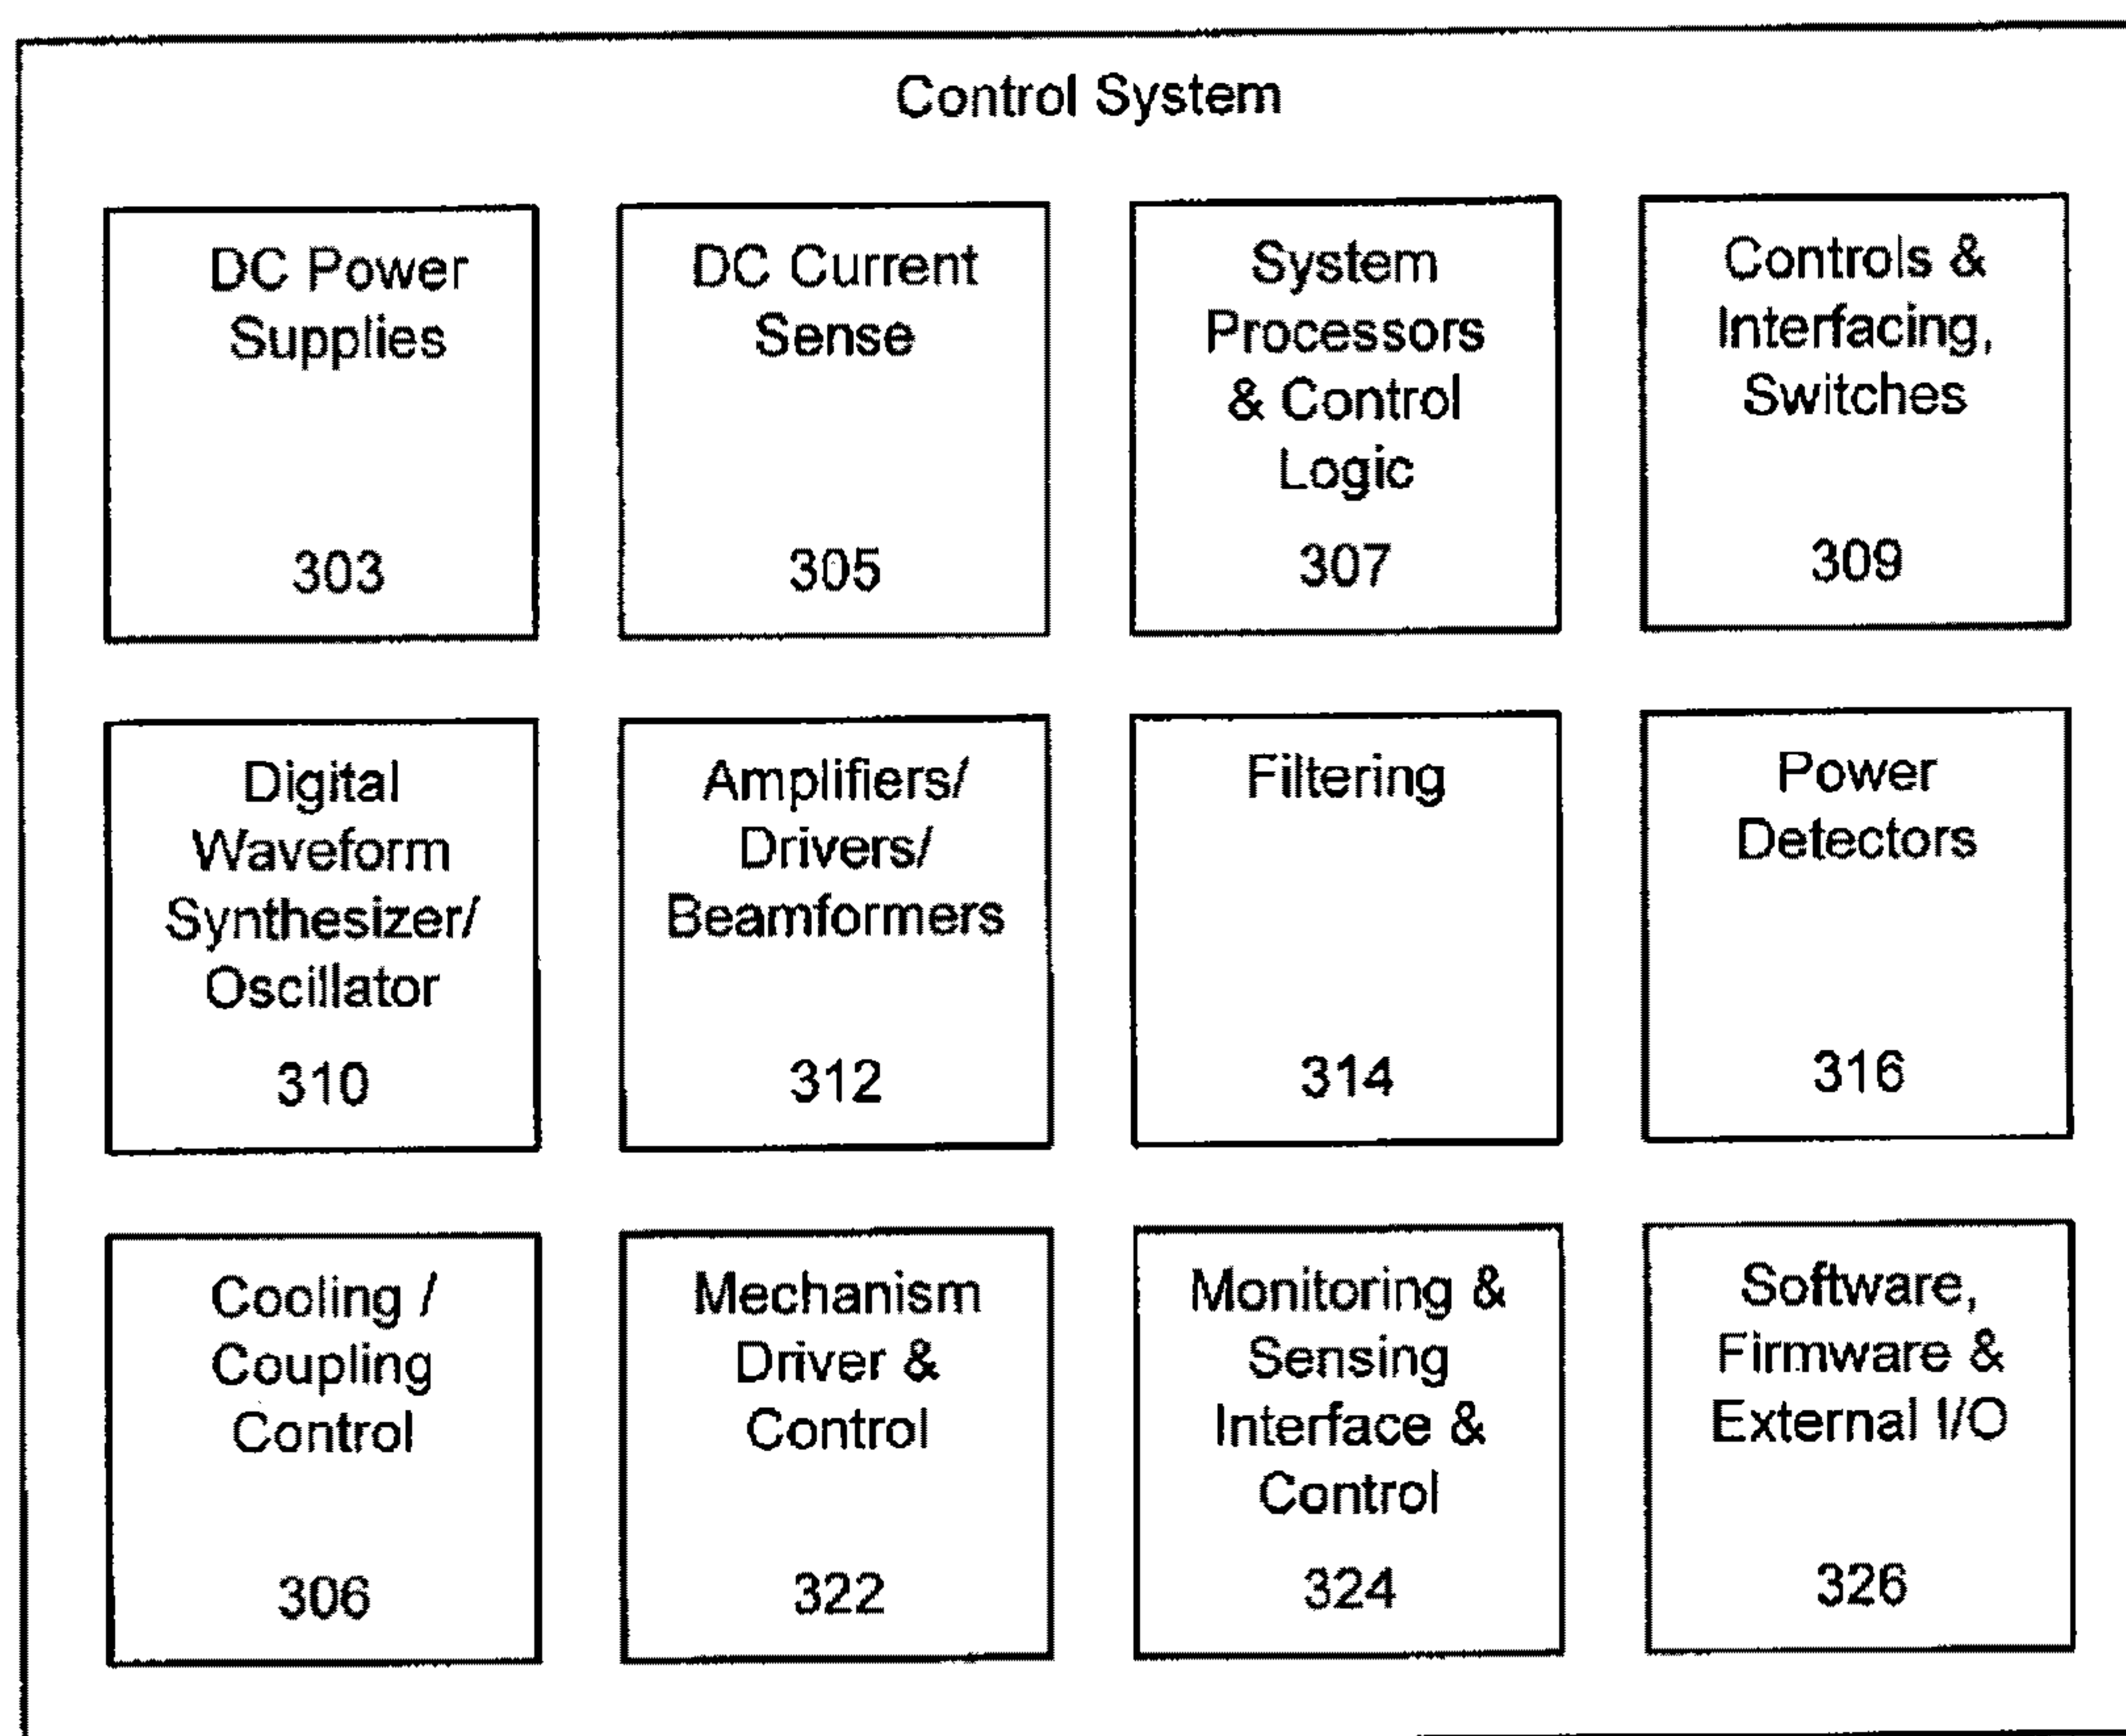 Control System
DC Power
Supplies
303
DC Current
Sense
305
System
Processors
& Control
Logic
307
Controls &
Interfacing,
Switches
309
Digital
Waveform
Synthesizer/
Oscillator
310
Amplifiers/
Drivers/
Beamformers
312
Filtering
314
Power
Detectors
316
Cooling /
Coupling
Control
306
Mechanism
Driver &
Control
322
Monitoring &
Sensing
Interface &
Control
324
Software,
Firmware &
External I/O
326